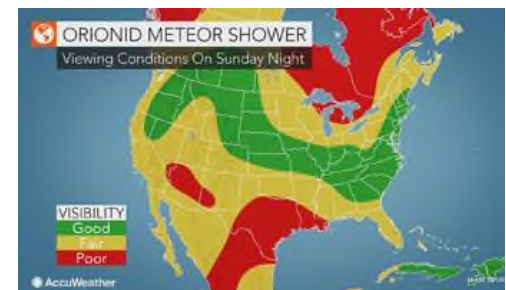 ORIONID METEOR SHOWER
Viewing Conditions On Sunday Night
VISIBILITY
Good
Fair
Poor
AccuWeather